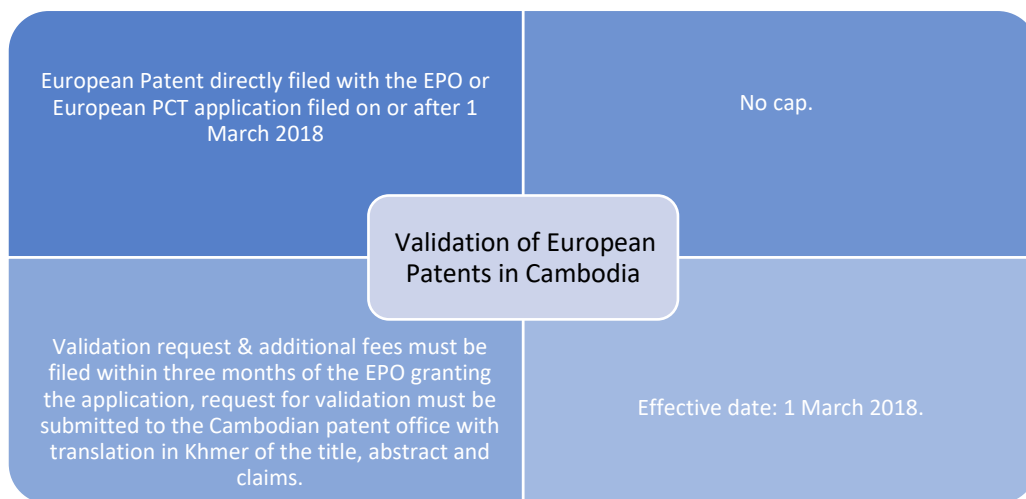 European Patent directly filed with the EPO or
European PCT application filed on or after 1
March 2018
No cap.
Validation of European
Patents in Cambodia
Validation request & additional fees must be
filed within three months of the EPO granting
the application, request for validation must be
submitted to the Cambodian patent office with
translation in Khmer of the title, abstract and
claims.
Effective date: 1 March 2018.